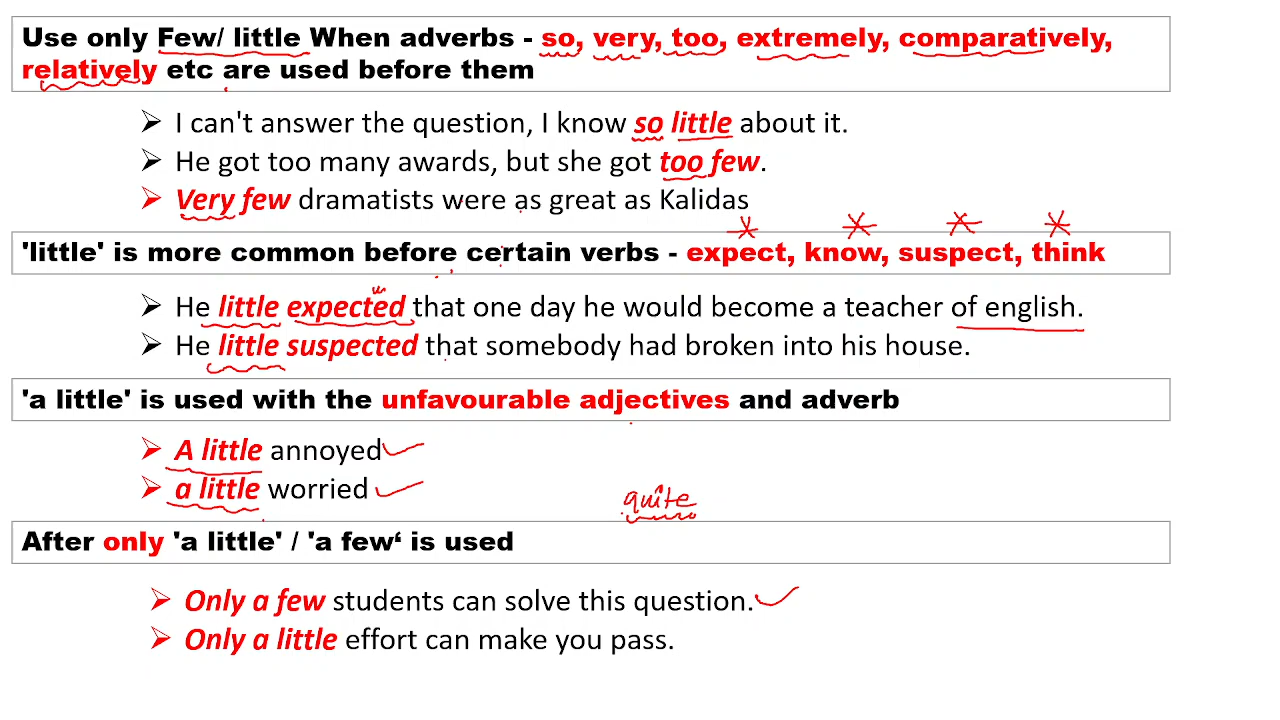 Use only Few/ little When adverbs - so, very, too, extremely, comparatively,
relatively etc are used before them
I can't answer the question, I know so little about it.
He got too many awards, but she got too few.
Very few dramatists were as great as Kalidas
'little' is more common before certain verbs - expect, know, suspect, think
He little expected that one day he would become a teacher of english.
He little suspected that somebody had broken into his house.
'a little' is used with the unfavourable adjectives and adverb
A little annoyed
a little worried
quite
After only 'a little' / 'a few‘ is used
Only a few students can solve this question.
Only a little effort can make you pass.